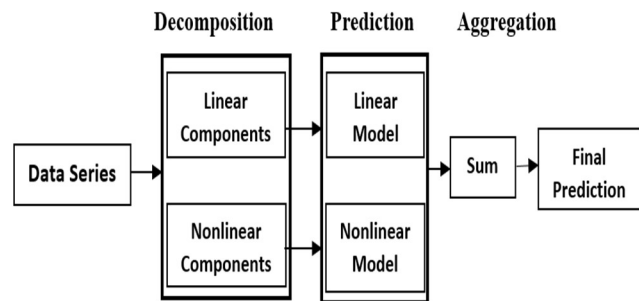 Decomposition Prediction Aggregation
Linear
Components
Linear
Model
Data Series
Sum
Final
Prediction
Nonlinear
Components
Nonlinear
Model